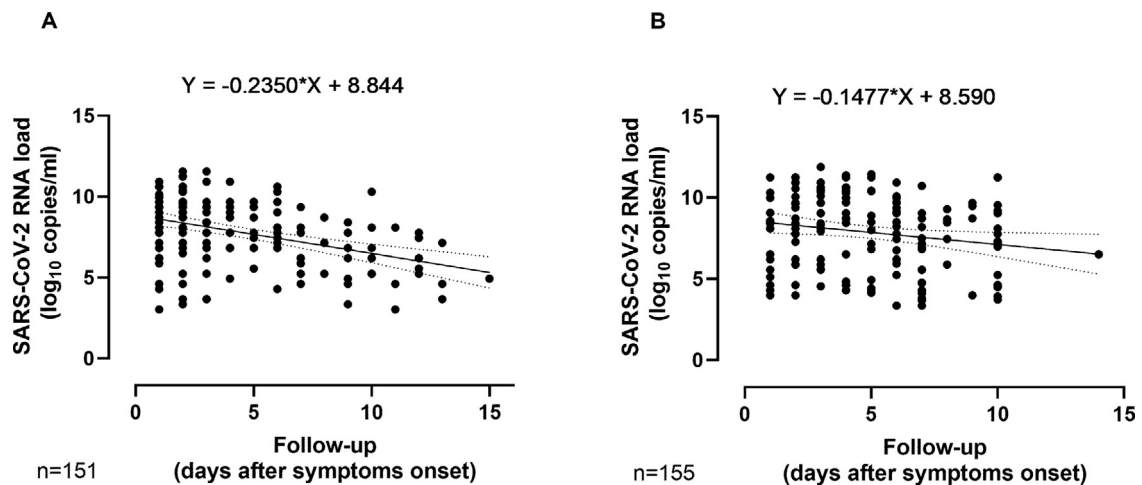 A
Y = -0.2350*X + 8.844
SARS-CoV-2 RNA load
(log10 copies/ml)
15
10
5
0
0 5 10 15
Follow-up
(days after symptoms onset)
n=151
B
Y = -0.1477*X + 8.590
SARS-CoV-2 RNA load
(log10 copies/ml)
15
10
5
0
0 5 10 15
Follow-up
(days after symptoms onset)
n=155